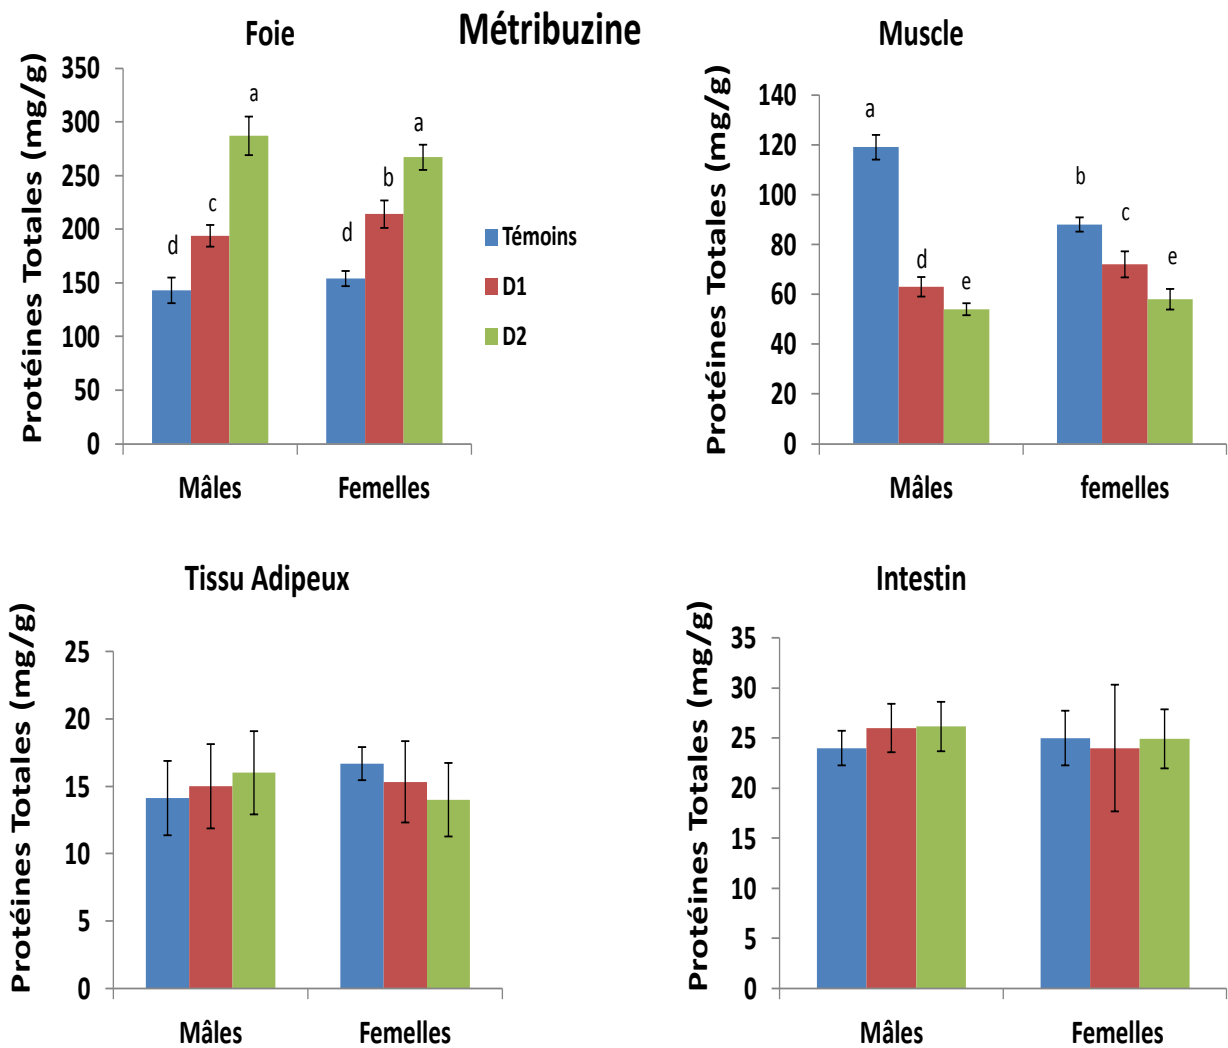 Métribuzine
Foie
Protéines Totales (mg/g)
350
300
250
200
150
100
50
0
d
c
a
d
b
a
Mâles
Femelles
Témoins
D1
D2
Muscle
Protéines Totales (mg/g)
140
120
100
80
60
40
20
0
a
d
e
b
c
e
Mâles
femelles
Tissu Adipeux
Protéines Totales (mg/g)
25
20
15
10
5
0
Mâles
Femelles
Intestin
Protéines Totales (mg/g)
35
30
25
20
15
10
5
0
Mâles
Femelles